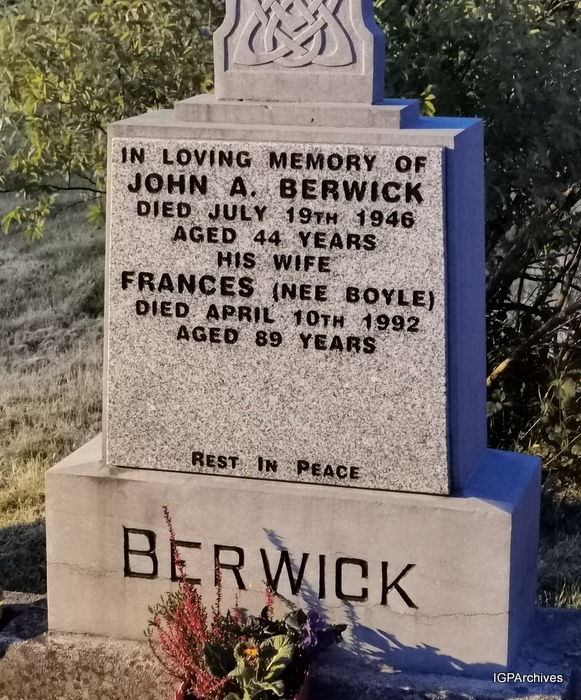 IN LOVING MEMORY OF
JOHN A. BERWICK
DIED JULY 19TH 1946
AGED 44 YEARS
HIS WIFE
FRANCES (NEE BOYLE)
DIED APRIL 10TH 1992
AGED 89 YEARS
REST IN PEACE
BERWICK
IGPArchives